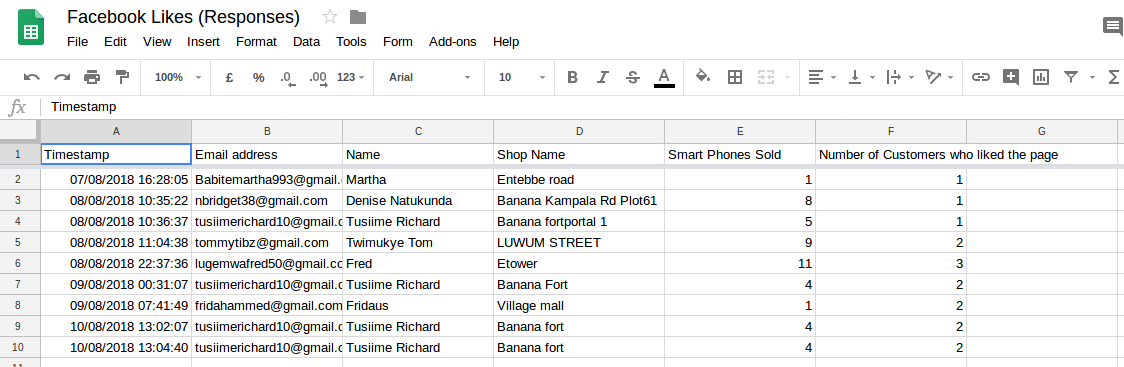 Facebook Likes (Responses)
File Edit View Insert Format Data Tools Form Add-ons Help
100% £ % .0 .00 123 Arial 10 B I S A Σ
fx Timestamp
A B C D E F G
1 Timestamp Email address Name Shop Name Smart Phones Sold Number of Customers who liked the page
2 07/08/2018 16:28:05 Babitemartha993@gmail. Martha Entebbe road 1 1
3 08/08/2018 10:35:22 nbridget38@gmail.com Denise Natukunda Banana Kampala Rd Plot61 8 1
4 08/08/2018 10:36:37 tusiimerichard10@gmail.c Tusiime Richard Banana fortportal 1 5 1
5 08/08/2018 11:04:38 tommytibz@gmail.com Twimukye Tom LUWUM STREET 9 2
6 08/08/2018 22:37:36 lugemwafred50@gmail.cc Fred Etower 11 3
7 09/08/2018 00:31:07 tusiimerichard10@gmail.c Tusiime Richard Banana Fort 4 2
8 09/08/2018 07:41:49 fridahammed@gmail.com Fridaus Village mall 1 2
9 10/08/2018 13:02:07 tusiimerichard10@gmail.c Tusiime Richard Banana fort 4 2
10 10/08/2018 13:04:40 tusiimerichard10@gmail.c Tusiime Richard Banana fort 4 2